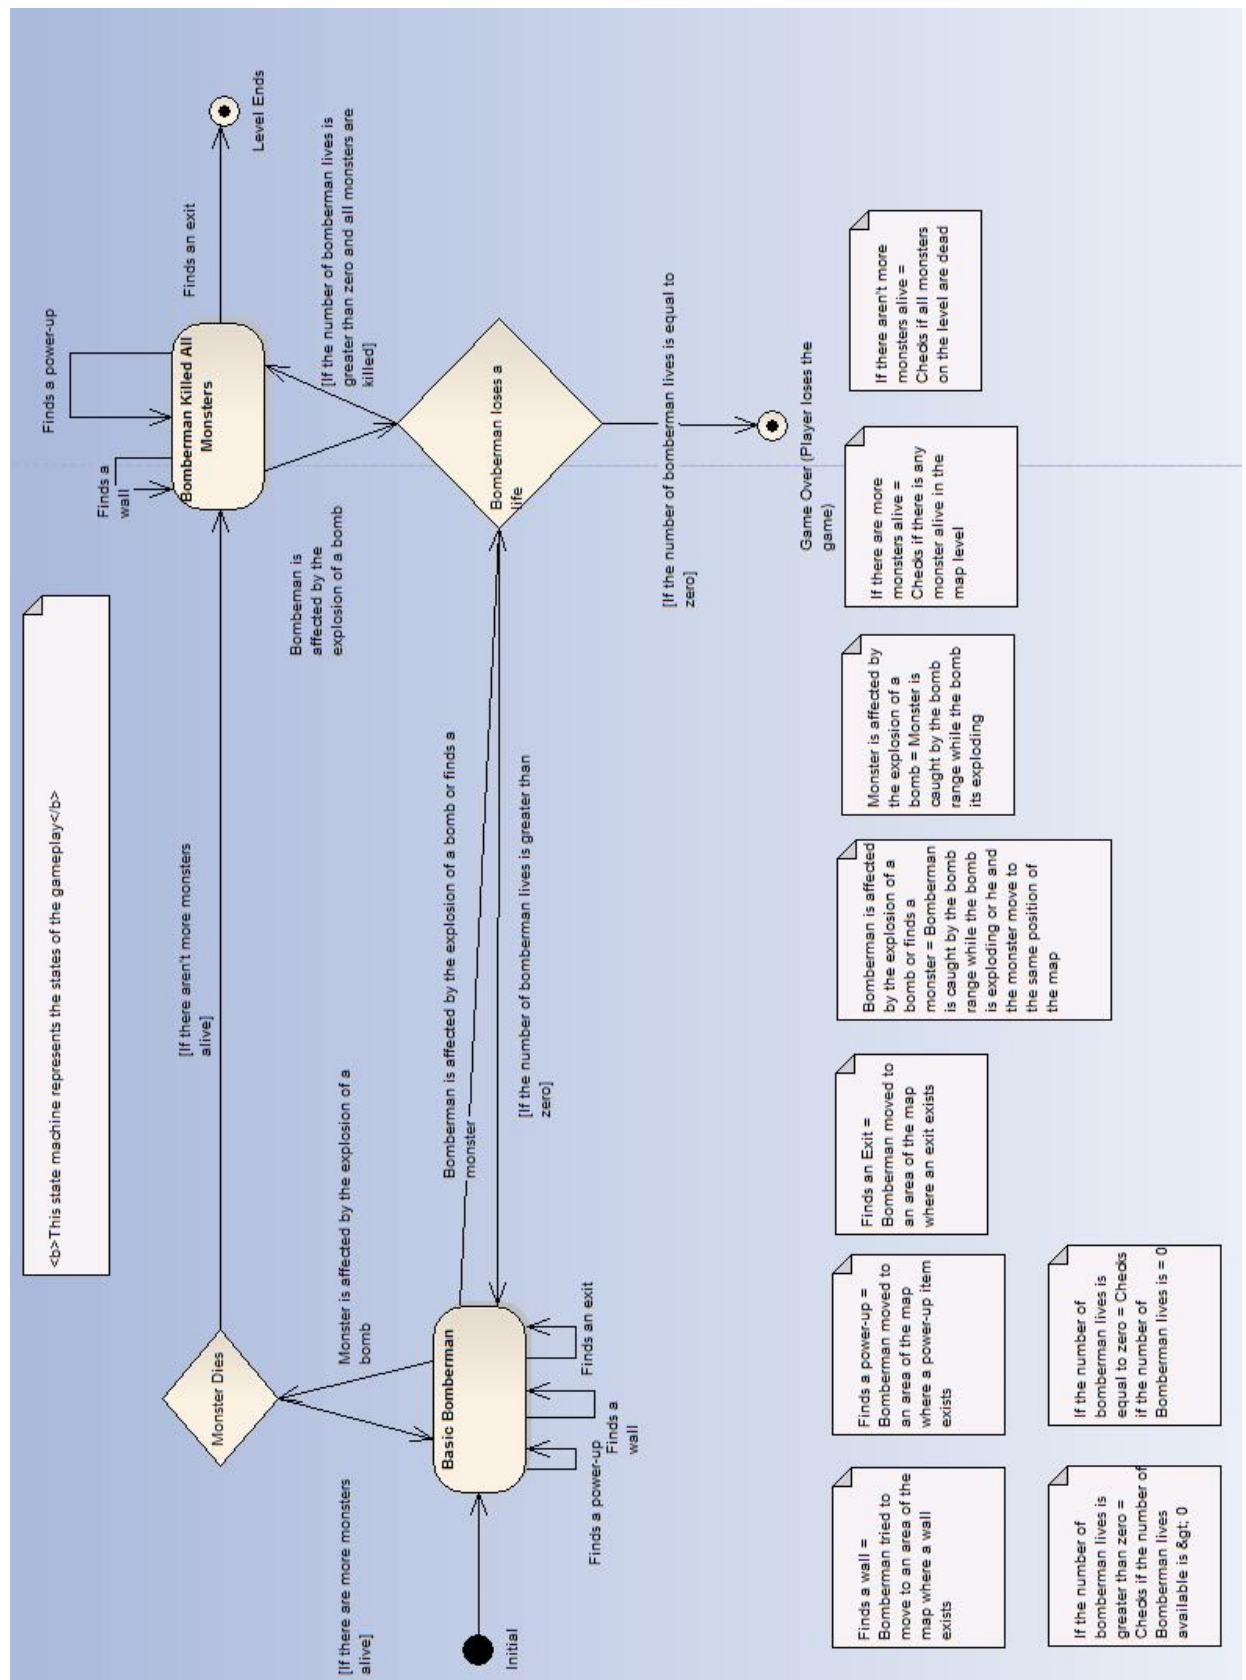 <b>This state machine represents the states of the gameplay</b>
Finds a power-up
Finds a
wall
Bomberman Killed All
Monsters
Finds an exit
Level Ends
[If there aren't more monsters
alive]
Monster Dies
[If there are more monsters
alive]
Monster is affected by the explosion of a
bomb
Bombeman is
affected by the
explosion of a bomb
[If the number of bomberman lives is
greater than zero and all monsters are
killed]
Initial
Basic Bomberman
Finds a power-up
Finds a
wall
Finds an exit
Bomberman is affected by the explosion of a bomb or finds a
monster
[If the number of bomberman lives is greater than
zero]
Bomberman loses a
life
[If the number of bomberman lives is equal to
zero]
Game Over (Player loses the
game)
Finds a wall =
Bomberman tried to
move to an area of the
map where a wall
exists
Finds a power-up =
Bomberman moved to
an area of the map
where a power-up item
exists
Finds an Exit =
Bomberman moved to
an area of the map
where an exit exists
Bomberman is affected
by the explosion of a
bomb or finds a
monster = Bomberman
is caught by the bomb
range while the bomb
is exploding or he and
the monster move to
the same position of
the map
Monster is affected by
the explosion of a
bomb = Monster is
caught by the bomb
range while the bomb
its exploding
If there are more
monsters alive =
Checks if there is any
monster alive in the
map level
If there aren't more
monsters alive =
Checks if all monsters
on the level are dead
If the number of
bomberman lives is
greater than zero =
Checks if the number of
Bomberman lives
available is &gt; 0
If the number of
bomberman lives is
equal to zero = Checks
if the number of
Bomberman lives is = 0